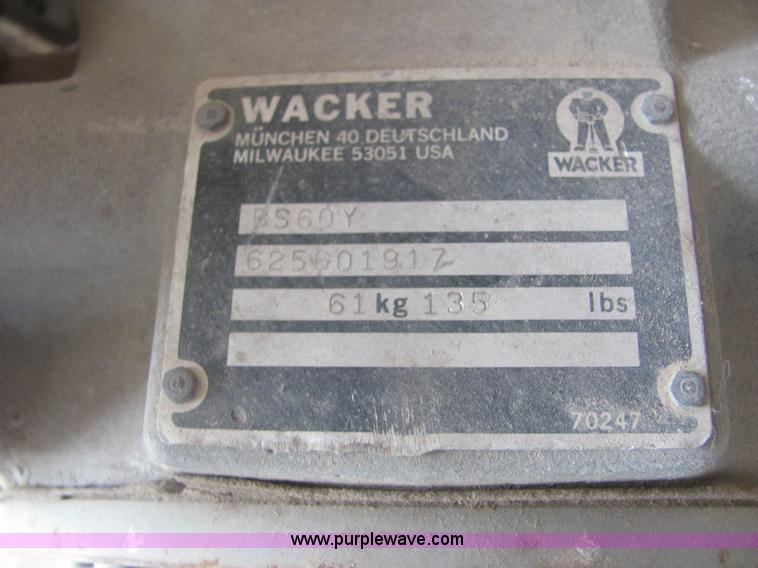 WACKER
MÜNCHEN 40 DEUTSCHLAND
MILWAUKEE 53051 USA
WACKER
BS60Y
625601917
61 kg 135 lbs
70247
www.purplewave.com